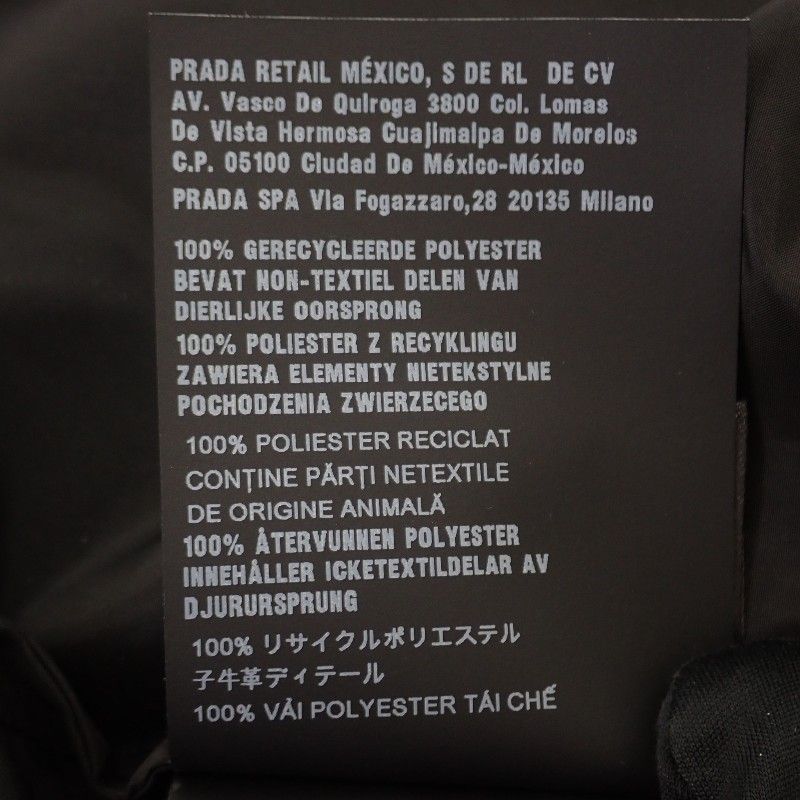 PRADA RETAIL MÉXICO, S DE RL DE CV
AV. Vasco De Quiroga 3800 Col. Lomas
De Vista Hermosa Cuajimalpa De Morelos
C.P. 05100 Ciudad De México-México
PRADA SPA Via Fogazzaro,28 20135 Milano
100% GERECYCLEERDE POLYESTER
BEVAT NON-TEXTIEL DELEN VAN
DIERLIJKE OORSPRONG
100% POLIESTER Z RECYKLINGU
ZAWIERA ELEMENTY NIETEKSTYLNE
POCHODZENIA ZWIERZECEGO
100% POLIESTER RECICLAT
CONȚINE PĂRȚI NETEXTILE
DE ORIGINE ANIMALĂ
100% ÅTERVUNNEN POLYESTER
INNEHÅLLER ICKETEXTILDELAR AV
DJURURSPRUNG
100% リサイクルポリエステル
子牛革ディテール
100% VẢI POLYESTER TÁI CHẾ